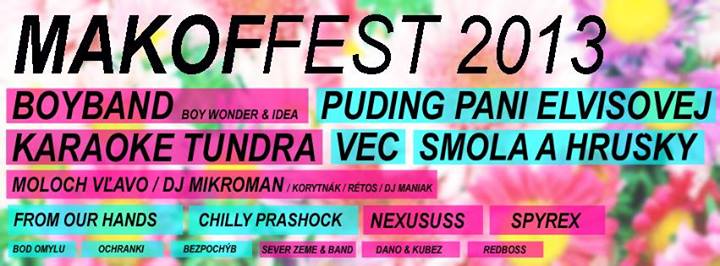 MAKOFFEST 2013
BOYBAND BOY WONDER & IDEA PUDING PANI ELVISOVEJ
KARAOKE TUNDRA VEC SMOLA A HRUSKY
MOLOCH VĽAVO / DJ MIKROMAN / KORYTNÁK / RÉTOS / DJ MANIAK
FROM OUR HANDS CHILLY PRASHOCK NEXUSUSS SPYREX
BOD OMYLU OCHRANKI BEZPOCHÝB SEVER ZEME & BAND DANO & KUBEZ REDBOSS